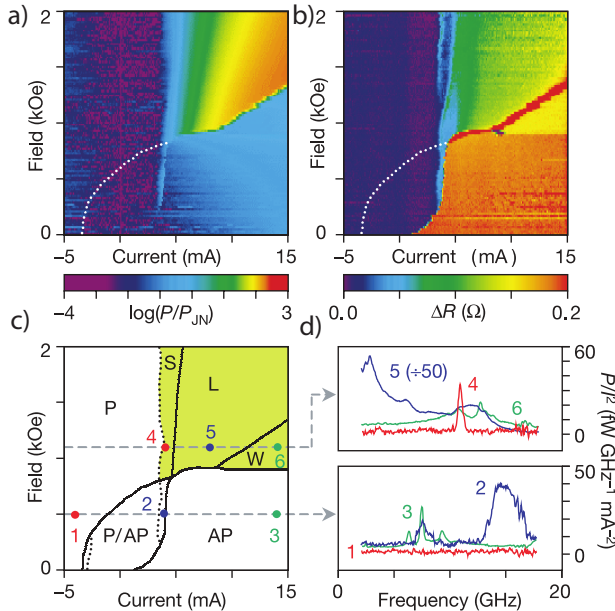 a)
b)
2
Field (kOe)
0
−5 Current (mA) 15
−4 log(P/P_JN) 3
2
Field (kOe)
0
−5 Current (mA) 15
0.0 ΔR (Ω) 0.2
c)
d)
2
Field (kOe)
0
P
S
L
W
4
5
6
1
2
3
P/AP
AP
−5 Current (mA) 15
5 (÷50)
4
6
60
0
2
3
1
50
0
P/I² (fW GHz⁻¹ mA⁻²)
0 Frequency (GHz) 20